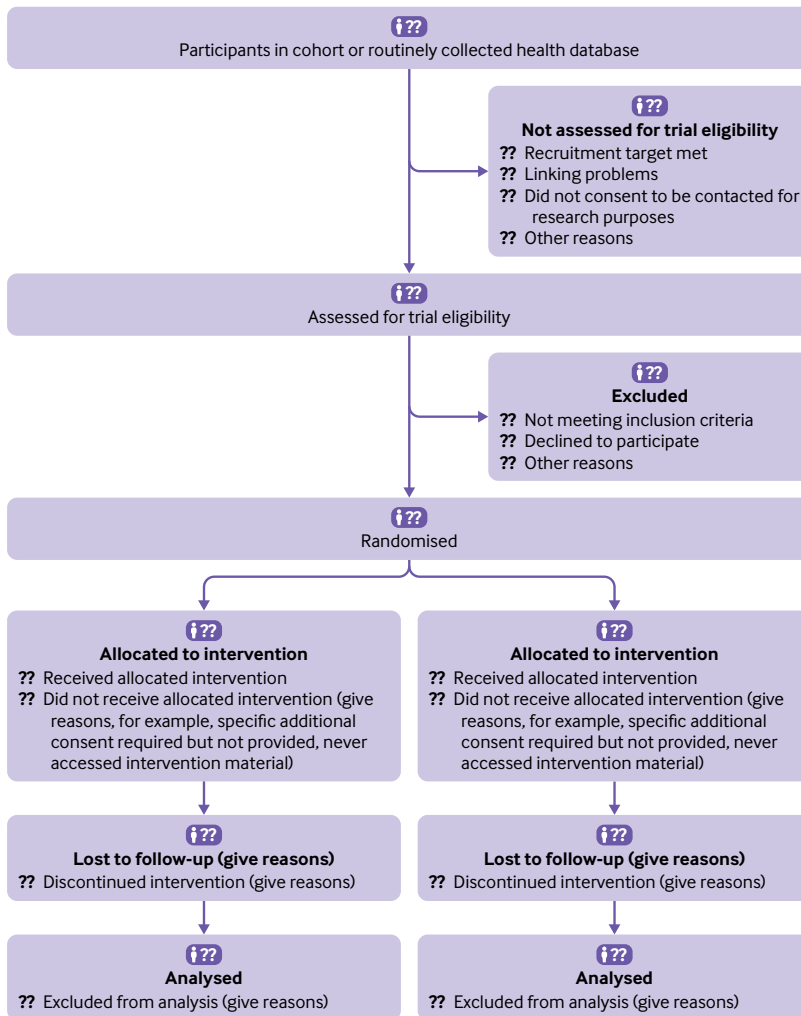 ??
Participants in cohort or routinely collected health database
??
Not assessed for trial eligibility
?? Recruitment target met
?? Linking problems
?? Did not consent to be contacted for
research purposes
?? Other reasons
??
Assessed for trial eligibility
??
Excluded
?? Not meeting inclusion criteria
?? Declined to participate
?? Other reasons
??
Randomised
??
Allocated to intervention
?? Received allocated intervention
?? Did not receive allocated intervention (give
reasons, for example, specific additional
consent required but not provided, never
accessed intervention material)
??
Allocated to intervention
?? Received allocated intervention
?? Did not receive allocated intervention (give
reasons, for example, specific additional
consent required but not provided, never
accessed intervention material)
??
Lost to follow-up (give reasons)
?? Discontinued intervention (give reasons)
??
Lost to follow-up (give reasons)
?? Discontinued intervention (give reasons)
??
Analysed
?? Excluded from analysis (give reasons)
??
Analysed
?? Excluded from analysis (give reasons)